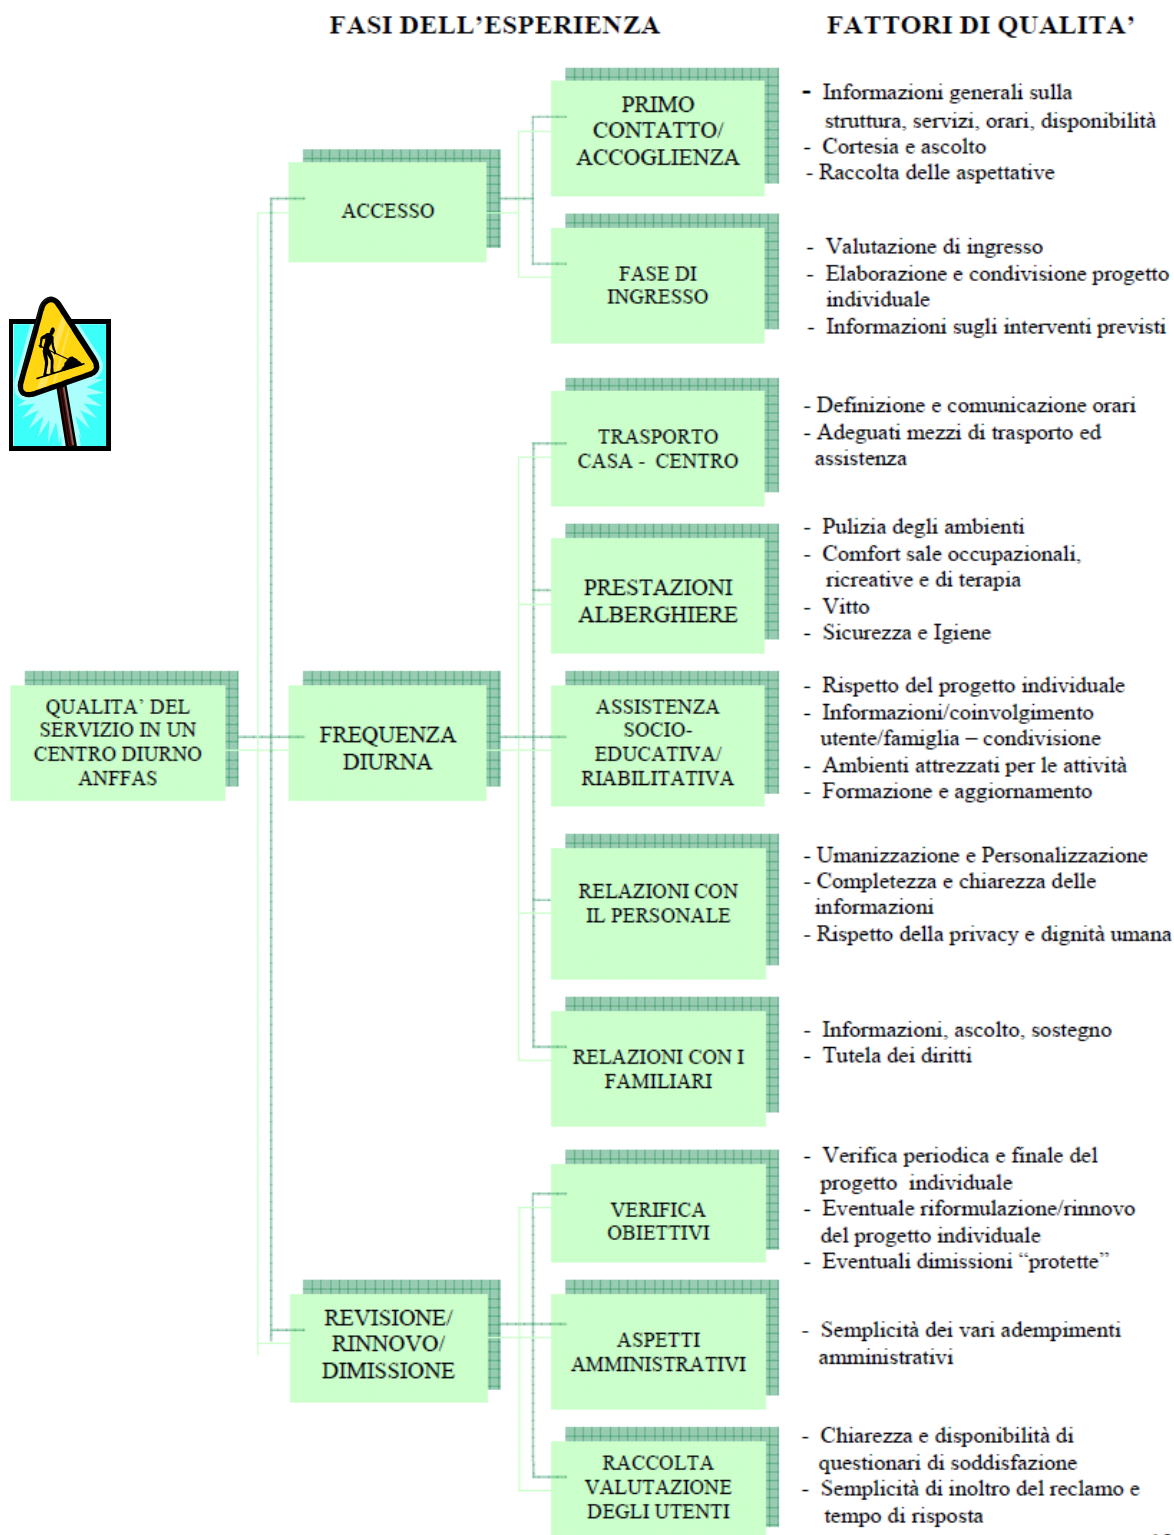 FASI DELL’ESPERIENZA
FATTORI DI QUALITA’
PRIMO
CONTATTO/
ACCOGLIENZA
- Informazioni generali sulla
struttura, servizi, orari, disponibilità
- Cortesia e ascolto
- Raccolta delle aspettative
ACCESSO
FASE DI
INGRESSO
- Valutazione di ingresso
- Elaborazione e condivisione progetto
individuale
- Informazioni sugli interventi previsti
TRASPORTO
CASA - CENTRO
- Definizione e comunicazione orari
- Adeguati mezzi di trasporto ed
assistenza
PRESTAZIONI
ALBERGHIERE
- Pulizia degli ambienti
- Comfort sale occupazionali,
ricreative e di terapia
- Vitto
- Sicurezza e Igiene
QUALITA’ DEL
SERVIZIO IN UN
CENTRO DIURNO
ANFFAS
FREQUENZA
DIURNA
ASSISTENZA
SOCIO-
EDUCATIVA/
RIABILITATIVA
- Rispetto del progetto individuale
- Informazioni/coinvolgimento
utente/famiglia – condivisione
- Ambienti attrezzati per le attività
- Formazione e aggiornamento
RELAZIONI CON
IL PERSONALE
- Umanizzazione e Personalizzazione
- Completezza e chiarezza delle
informazioni
- Rispetto della privacy e dignità umana
RELAZIONI CON I
FAMILIARI
- Informazioni, ascolto, sostegno
- Tutela dei diritti
VERIFICA
OBIETTIVI
- Verifica periodica e finale del
progetto individuale
- Eventuale riformulazione/rinnovo
del progetto individuale
- Eventuali dimissioni “protette”
REVISIONE/
RINNOVO/
DIMISSIONE
ASPETTI
AMMINISTRATIVI
- Semplicità dei vari adempimenti
amministrativi
RACCOLTA
VALUTAZIONE
DEGLI UTENTI
- Chiarezza e disponibilità di
questionari di soddisfazione
- Semplicità di inoltro del reclamo e
tempo di risposta